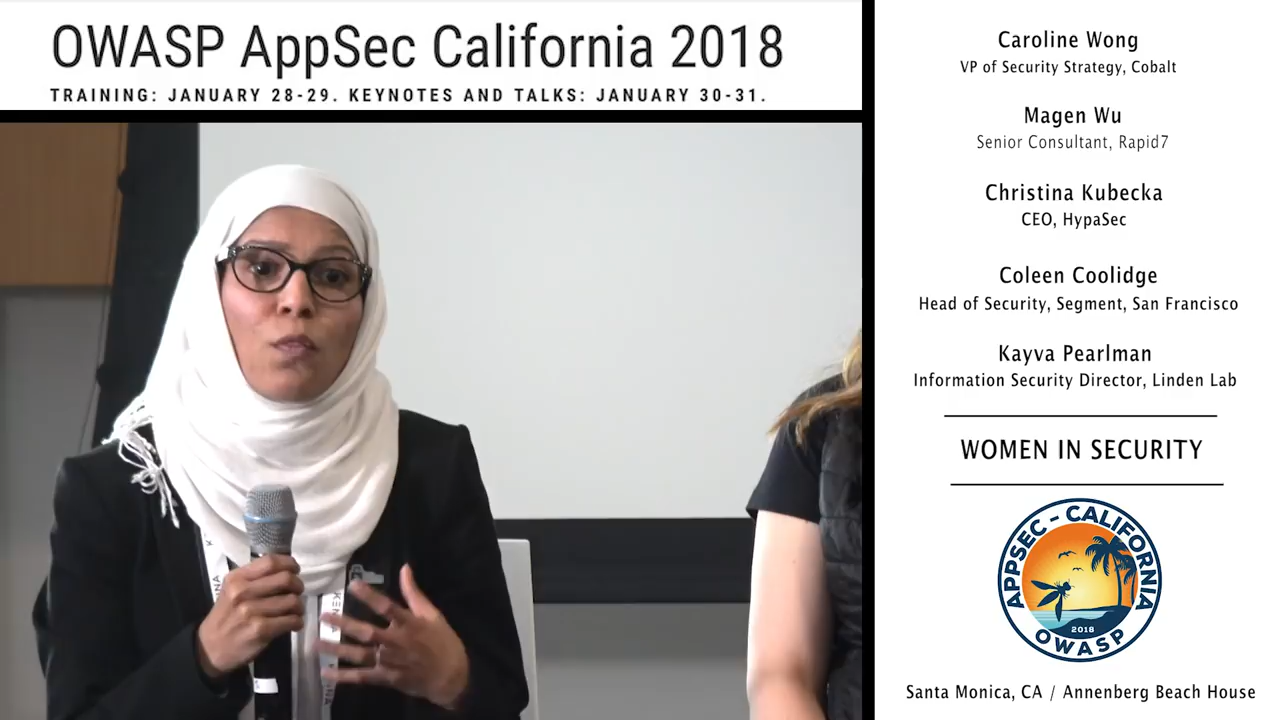 OWASP AppSec California 2018
TRAINING: JANUARY 28-29. KEYNOTES AND TALKS: JANUARY 30-31.
Caroline Wong
VP of Security Strategy, Cobalt
Magen Wu
Senior Consultant, Rapid7
Christina Kubecka
CEO, HypaSec
Coleen Coolidge
Head of Security, Segment, San Francisco
Kayva Pearlman
Information Security Director, Linden Lab
WOMEN IN SECURITY
APPSEC - CALIFORNIA
2018
OWASP
Santa Monica, CA / Annenberg Beach House